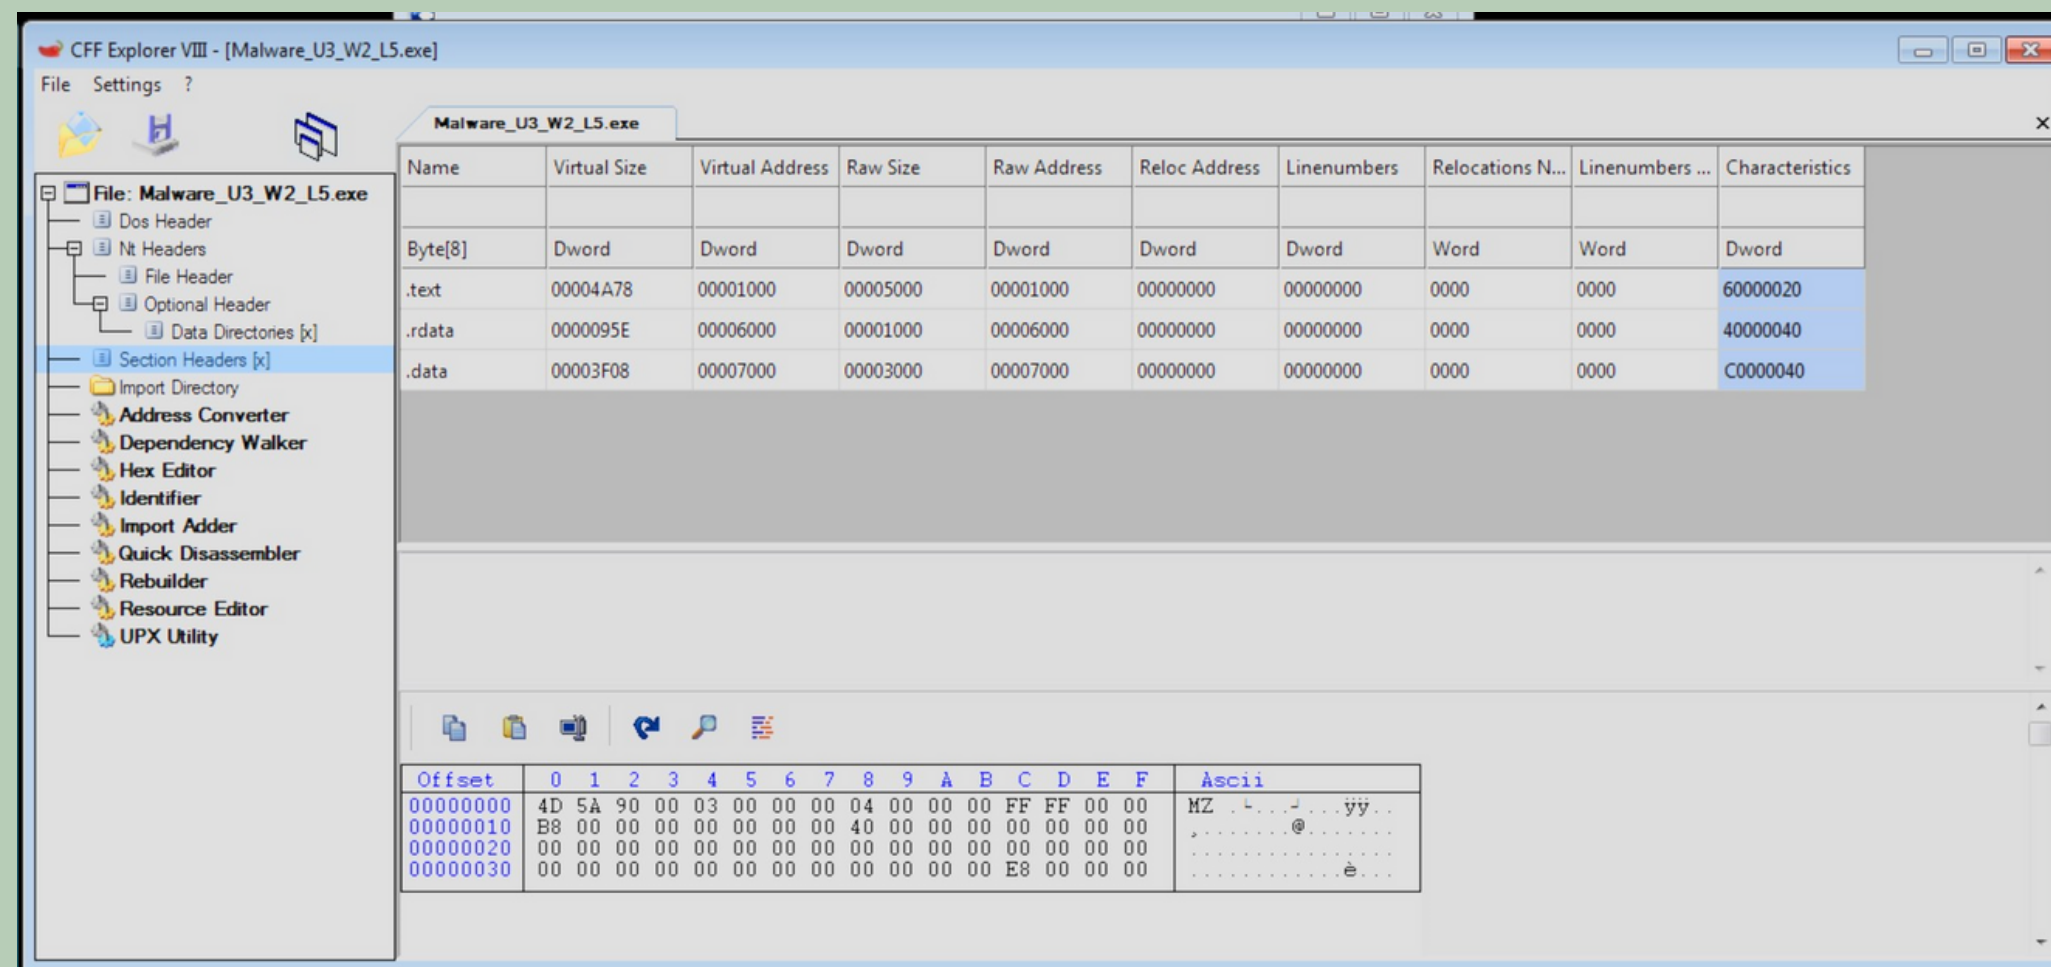 CFF Explorer VIII - [Malware_U3_W2_L5.exe]
File Settings ?
Malware_U3_W2_L5.exe
File: Malware_U3_W2_L5.exe
Dos Header
Nt Headers
File Header
Optional Header
Data Directories [x]
Section Headers [x]
Import Directory
Address Converter
Dependency Walker
Hex Editor
Identifier
Import Adder
Quick Disassembler
Rebuilder
Resource Editor
UPX Utility
Name Virtual Size Virtual Address Raw Size Raw Address Reloc Address Linenumbers Relocations N... Linenumbers ... Characteristics
Byte[8] Dword Dword Dword Dword Dword Dword Word Word Dword
.text 00004A78 00001000 00005000 00001000 00000000 00000000 0000 0000 60000020
.rdata 0000095E 00006000 00001000 00006000 00000000 00000000 0000 0000 40000040
.data 00003F08 00007000 00003000 00007000 00000000 00000000 0000 0000 C0000040
Offset 0 1 2 3 4 5 6 7 8 9 A B C D E F Ascii
00000000 4D 5A 90 00 03 00 00 00 04 00 00 00 FF FF 00 00 MZ.└...┘...ÿÿ..
00000010 B8 00 00 00 00 00 00 00 40 00 00 00 00 00 00 00 ¸.......@.......
00000020 00 00 00 00 00 00 00 00 00 00 00 00 00 00 00 00 ................
00000030 00 00 00 00 00 00 00 00 00 00 00 00 E8 00 00 00 ............è...